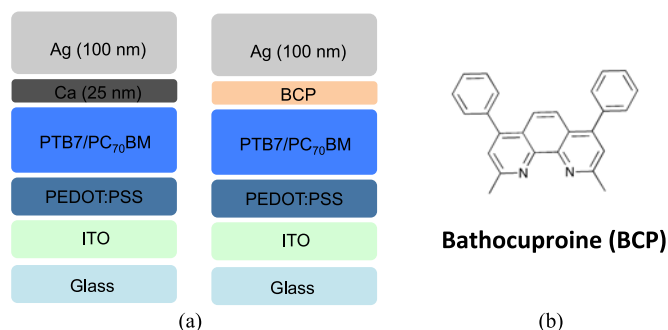 Ag (100 nm)
Ca (25 nm)
PTB7/PC70BM
PEDOT:PSS
ITO
Glass
Ag (100 nm)
BCP
PTB7/PC70BM
PEDOT:PSS
ITO
Glass
(a)
N
N
Bathocuproine (BCP)
(b)